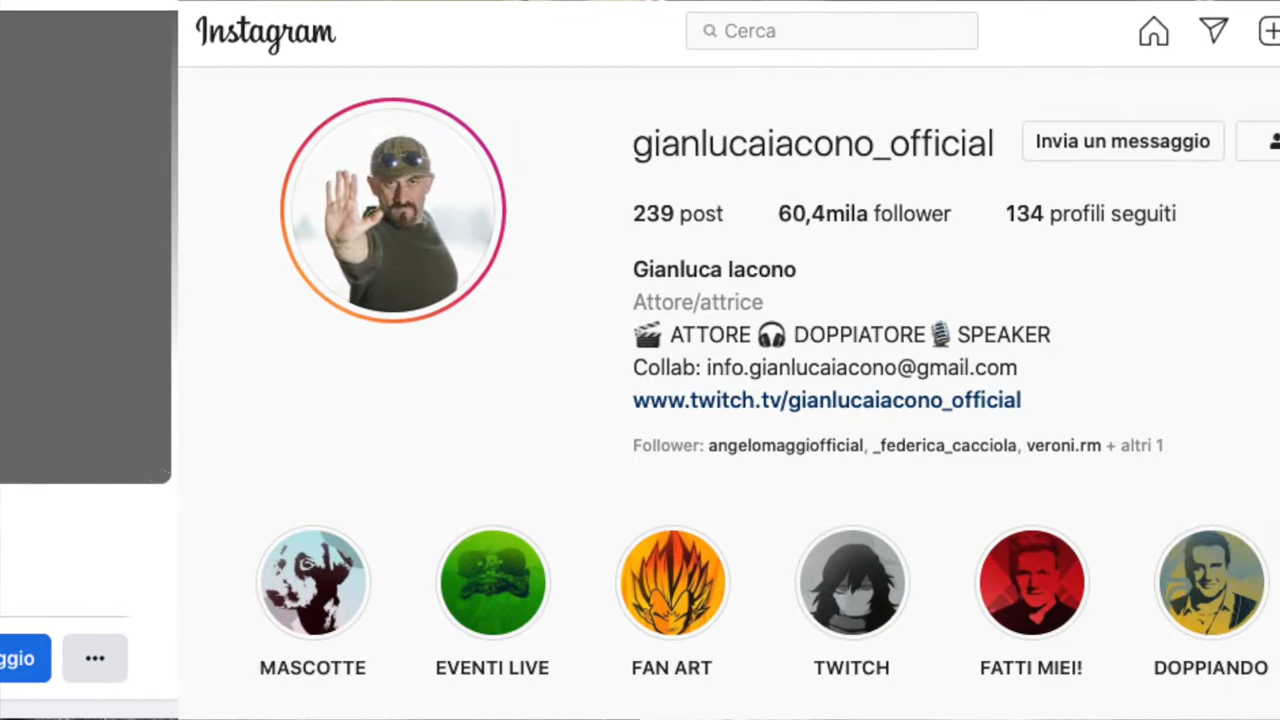 Instagram
Cerca
gianlucaiacono_official
Invia un messaggio
239 post
60,4mila follower
134 profili seguiti
Gianluca Iacono
Attore/attrice
🎬 ATTORE 🎧 DOPPIATORE🎙️ SPEAKER
Collab: info.gianlucaiacono@gmail.com
www.twitch.tv/gianlucaiacono_official
Follower: angelomaggiofficial, _federica_cacciola, veroni.rm + altri 1
MASCOTTE
EVENTI LIVE
FAN ART
TWITCH
FATTI MIEI!
DOPPIANDO
ggio